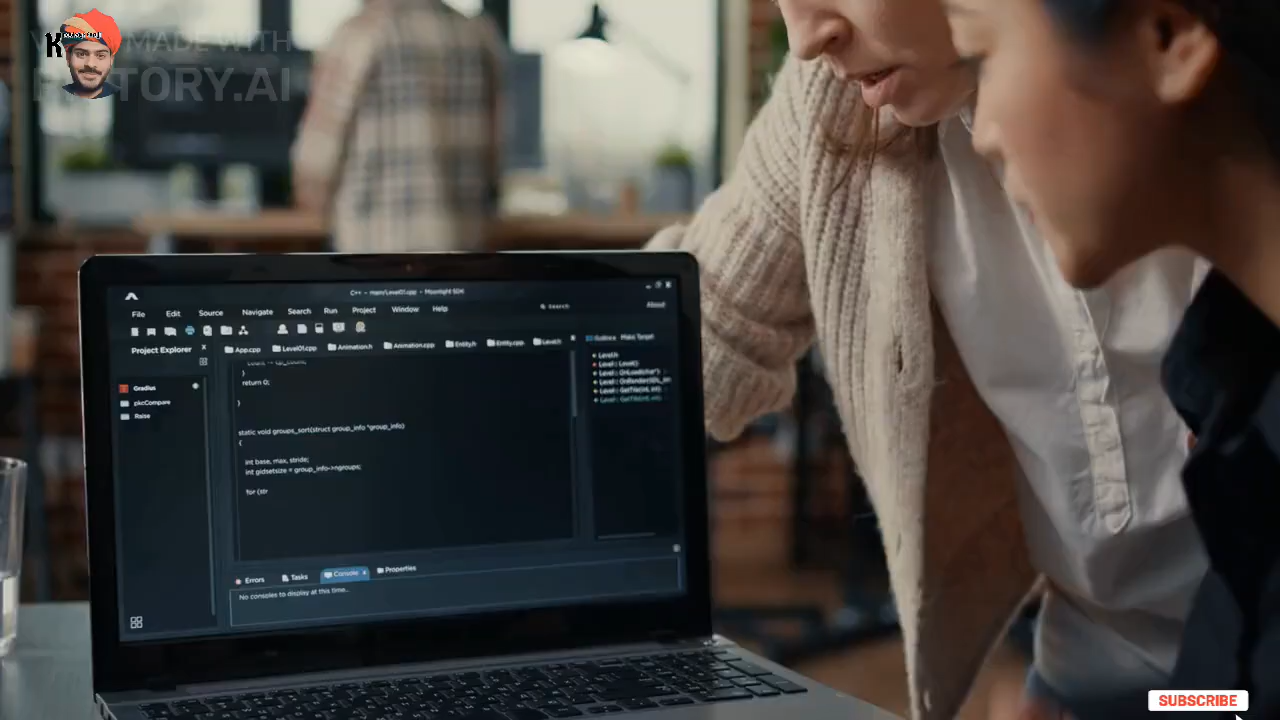 MADE WITH
TORY.AI
C++ - main/Level01.cpp - Moonlight SDK
File Edit Source Navigate Search Run Project Window Help
Search
About
Project Explorer X
App.cpp Level01.cpp Animation.h Animation.cpp Entity.h Entity.cpp Level.h
Outline Make Target
Gradius
pkcCompare
Raise
}
return 0;
}
static void groups_sort(struct group_info *group_info)
{
int base, max, stride;
int gidsetsize = group_info->ngroups;
for (str
Level.h
Errors Tasks Console Properties
No consoles to display at this time...
SUBSCRIBE